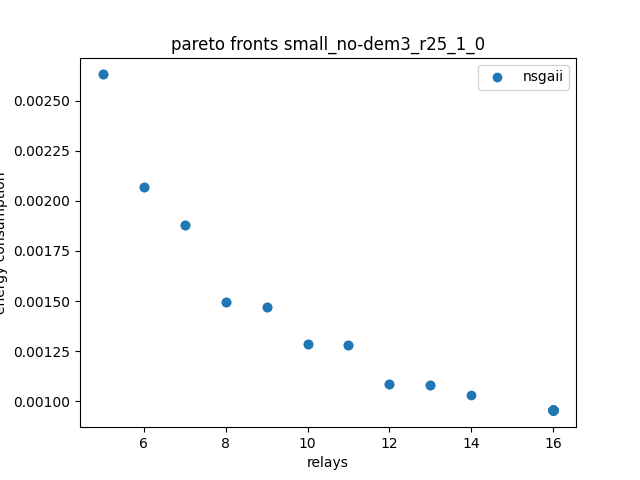 pareto fronts small_no-dem3_r25_1_0
nsgaii
0.00250
0.00225
0.00200
0.00175
0.00150
0.00125
0.00100
energy consumption
6 8 10 12 14 16
relays